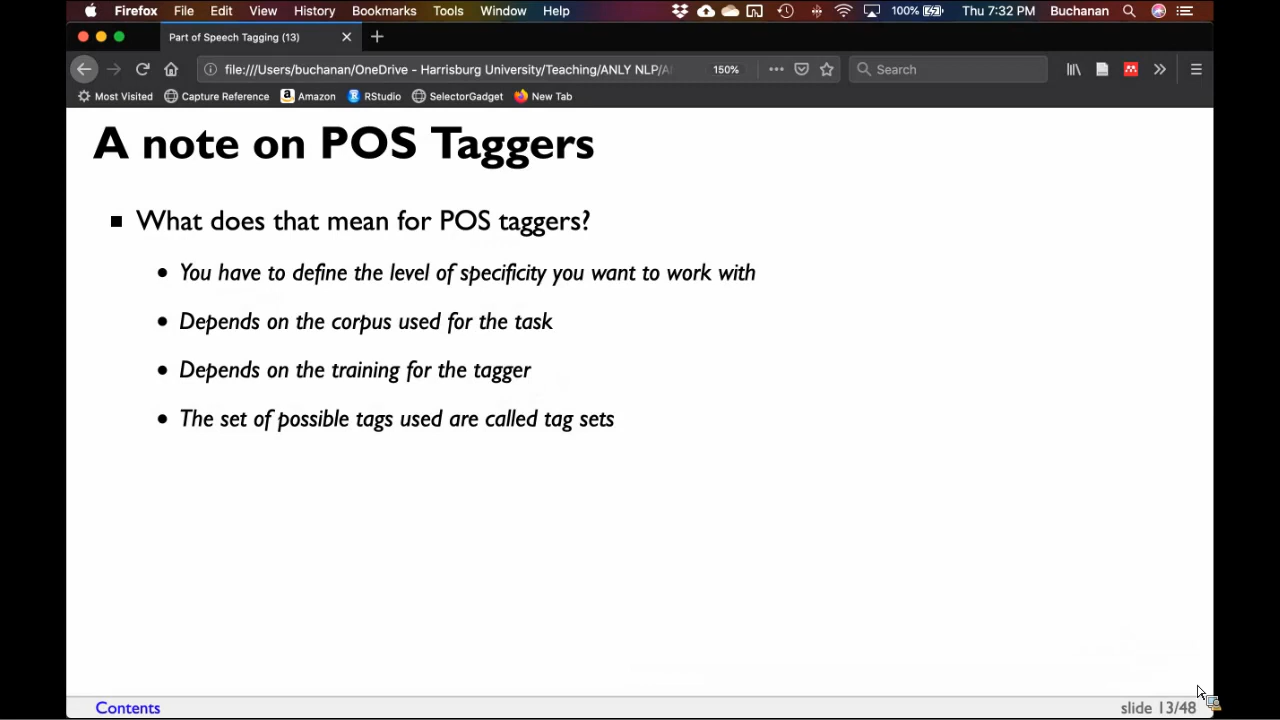 Firefox File Edit View History Bookmarks Tools Window Help 100% Thu 7:32 PM Buchanan
Part of Speech Tagging (13)
file:///Users/buchanan/OneDrive - Harrisburg University/Teaching/ANLY NLP/ 150% Search
Most Visited Capture Reference Amazon RStudio SelectorGadget New Tab
A note on POS Taggers
What does that mean for POS taggers?
You have to define the level of specificity you want to work with
Depends on the corpus used for the task
Depends on the training for the tagger
The set of possible tags used are called tag sets
Contents slide 13/48